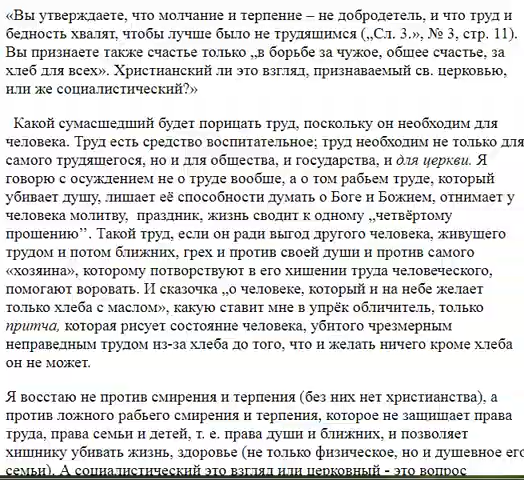 «Вы утверждаете, что молчание и терпение – не добродетель, и что труд и
бедность хвалят, чтобы лучше было не трудящимся („Сл. 3.», № 3, стр. 11).
Вы признаете также счастье только „в борьбе за чужое, общее счастье, за
хлеб для всех». Христианский ли это взгляд, признаваемый св. церковью,
или же социалистический?»
Какой сумасшедший будет порицать труд, поскольку он необходим для
человека. Труд есть средство воспитательное; труд необходим не только для
самого трудящегося, но и для общества, и государства, и для церкви. Я
говорю с осуждением не о труде вообще, а о том рабьем труде, который
убивает душу, лишает её способности думать о Боге и Божием, отнимает у
человека молитву, праздник, жизнь сводит к одному „четвёртому
прошению’’. Такой труд, если он ради выгод другого человека, живущего
трудом и потом ближних, грех и против своей души и против самого
«хозяина», которому потворствуют в его хищении труда человеческого,
помогают воровать. И сказочка „о человеке, который и на небе желает
только хлеба с маслом», какую ставит мне в упрёк обличитель, только
притча, которая рисует состояние человека, убитого чрезмерным
неправедным трудом из-за хлеба до того, что и желать ничего кроме хлеба
он не может.
Я восстаю не против смирения и терпения (без них нет христианства), а
против ложного рабьего смирения и терпения, которое не защищает права
труда, права семьи и детей, т. е. права души и ближних, и позволяет
хищнику убивать жизнь, здоровье (не только физическое, но и душевное его
семьи). А социалистический это взгляд или церковный - это вопрос